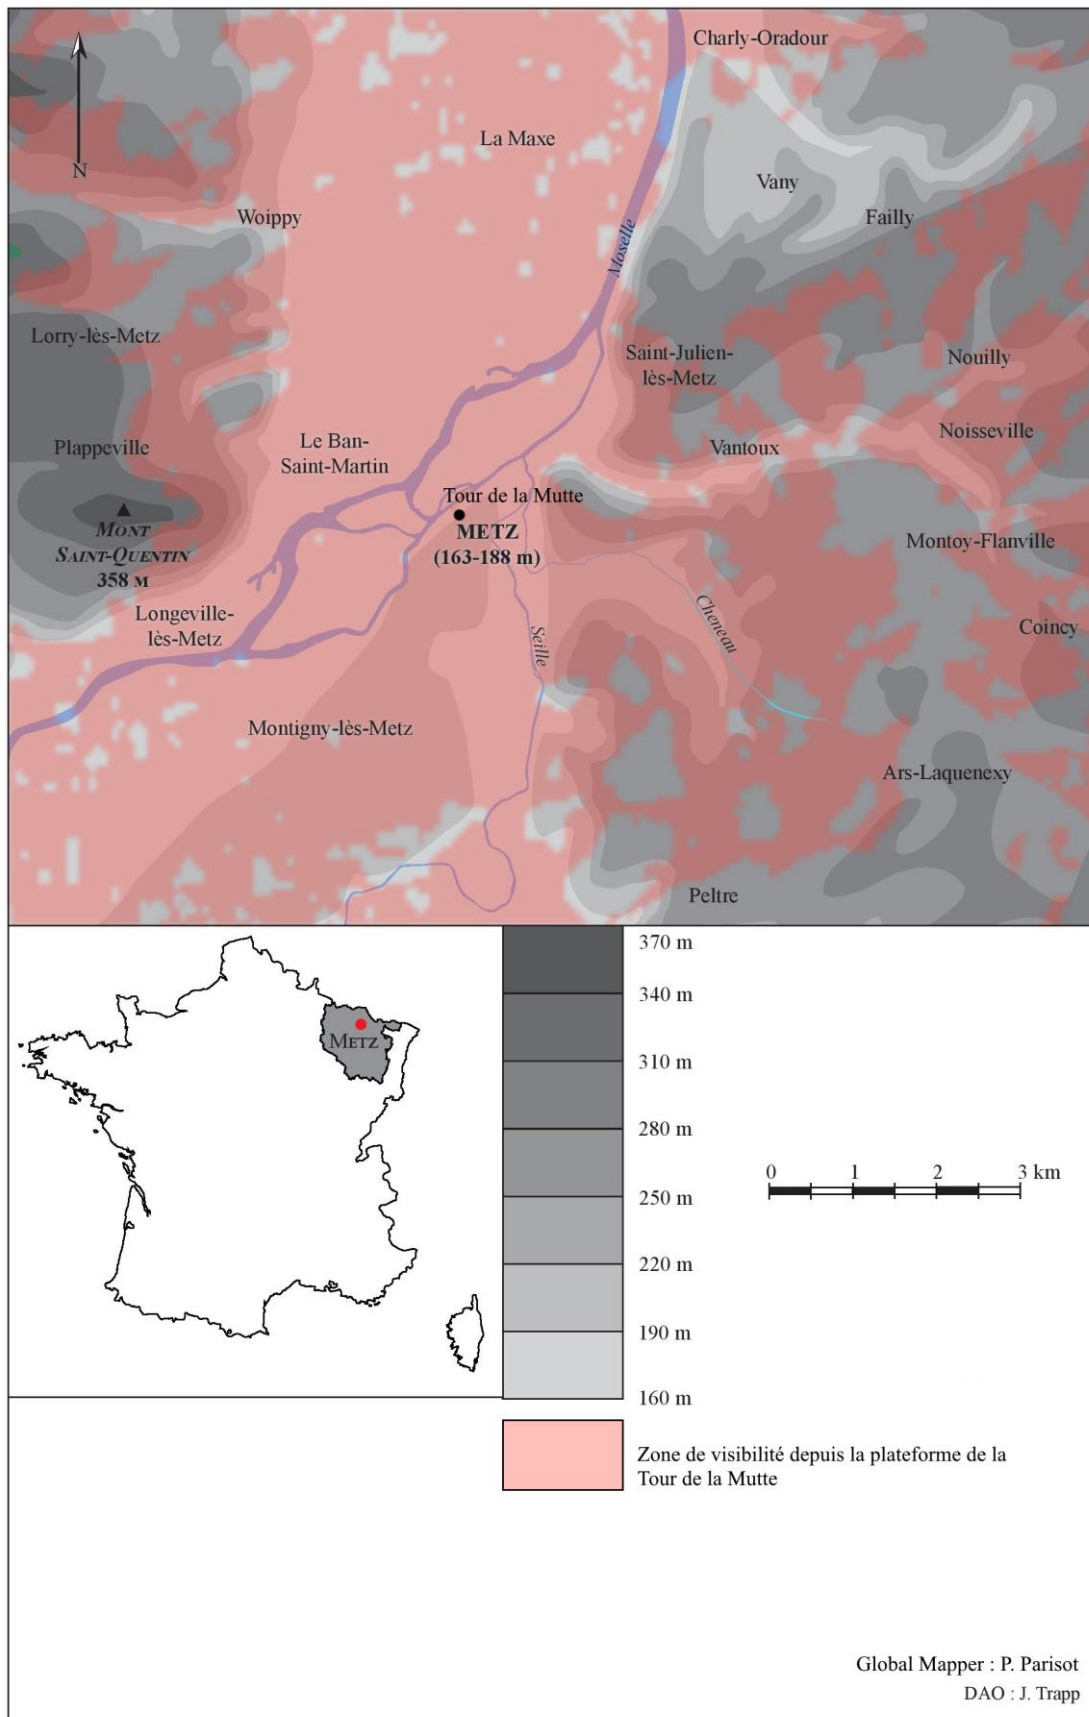 Charly-Oradour
La Maxe
N
Vany
Woippy
Failly
Moselle
Lorry-lès-Metz
Saint-Julien-
lès-Metz
Nouilly
Noisseville
Plappeville
Le Ban-
Saint-Martin
Vantoux
Tour de la Mutte
METZ
(163-188 m)
MONT
SAINT-QUENTIN
358 M
Montoy-Flanville
Longeville-
lès-Metz
Seille
Cheneau
Coincy
Montigny-lès-Metz
Ars-Laquenexy
Peltre
METZ
370 m
340 m
310 m
280 m
250 m
220 m
190 m
160 m
0 1 2 3 km
Zone de visibilité depuis la plateforme de la
Tour de la Mutte
Global Mapper : P. Parisot
DAO : J. Trapp